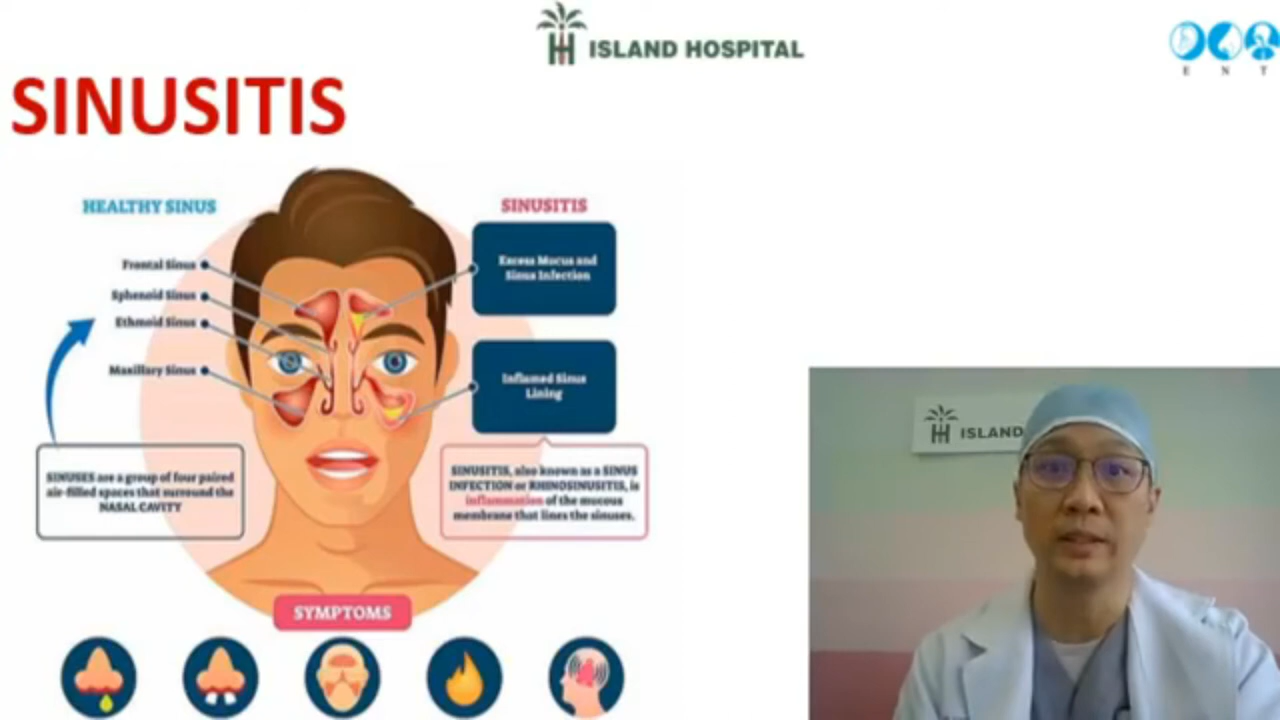 ISLAND HOSPITAL
E N T
SINUSITIS
HEALTHY SINUS
Frontal Sinus
Sphenoid Sinus
Ethmoid Sinus
Maxillary Sinus
SINUSES are a group of four paired
air-filled spaces that surround the
NASAL CAVITY
SINUSITIS
Excess Mucus and
Sinus Infection
Inflamed Sinus
Lining
SINUSITIS, also known as a SINUS
INFECTION or RHINOSINUSITIS, is
inflammation of the mucous
membrane that lines the sinuses.
SYMPTOMS
ISLAND